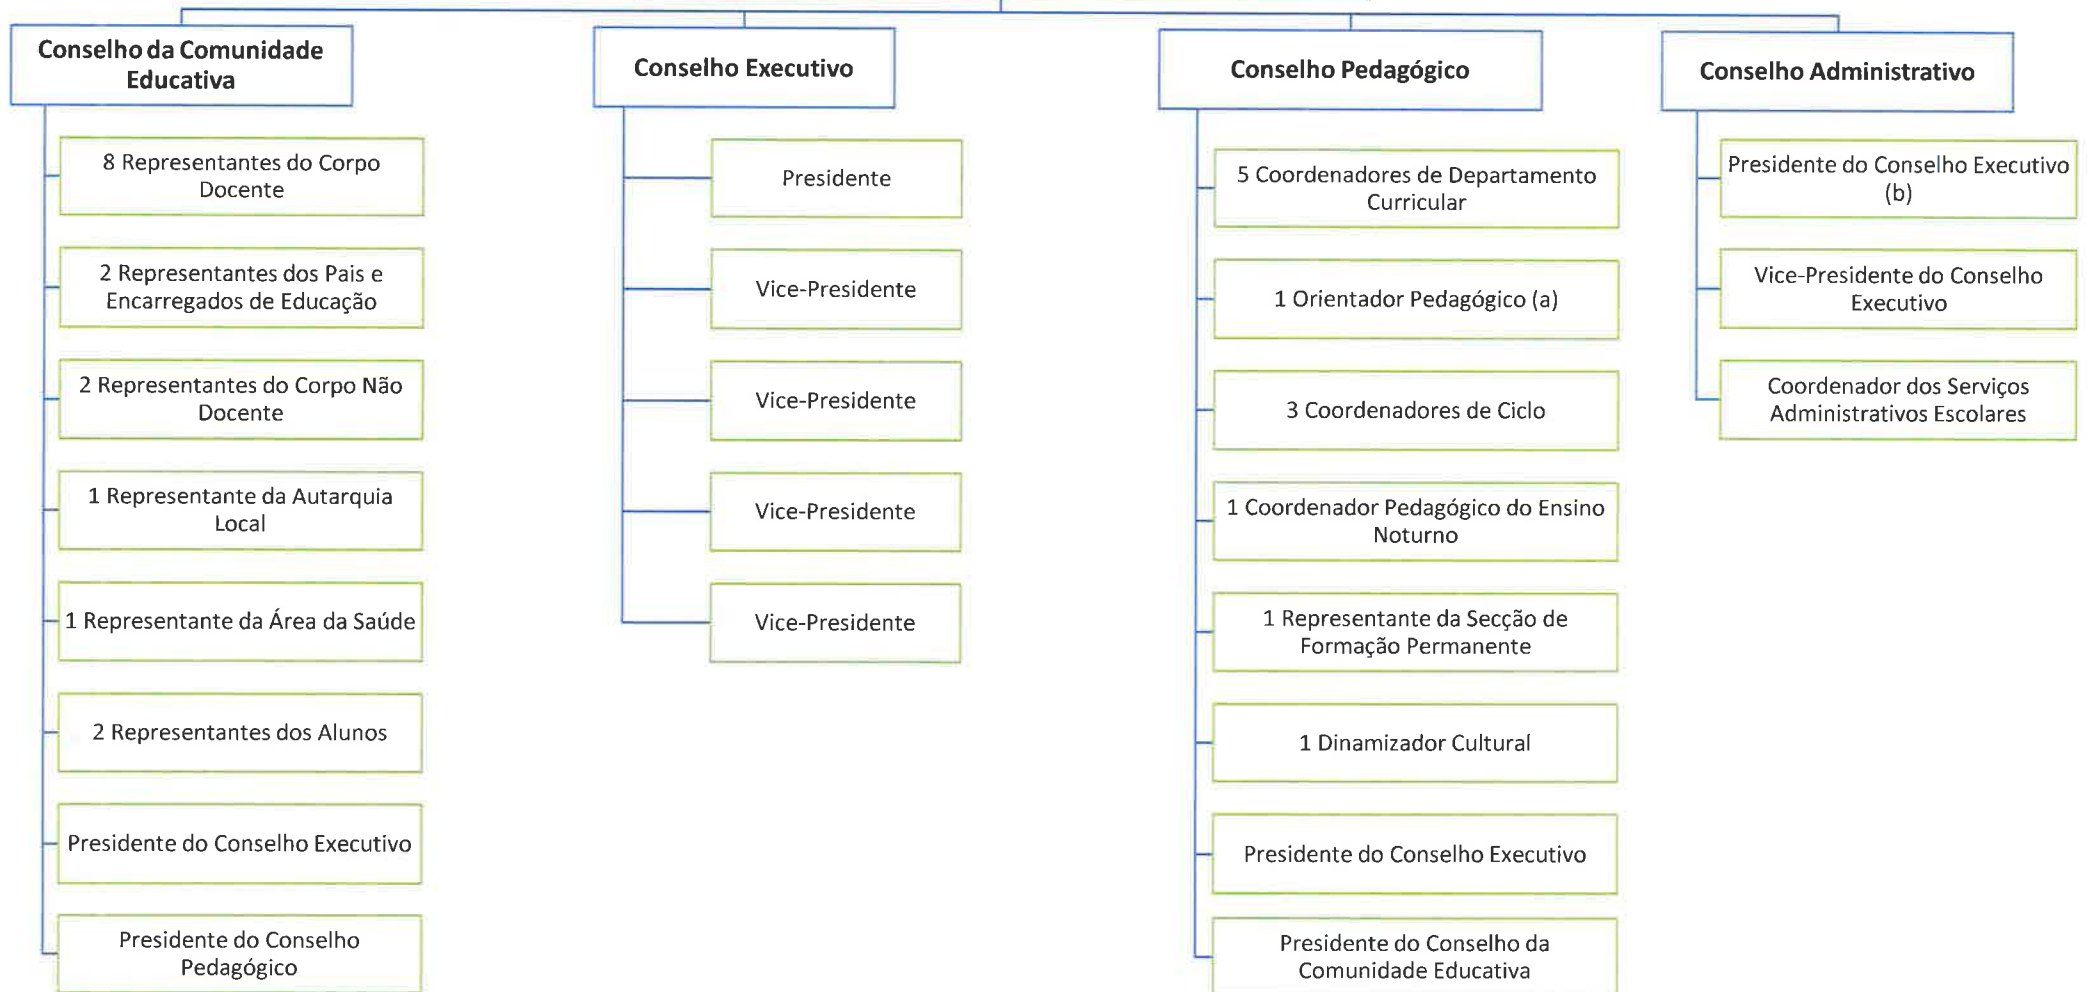 Conselho da Comunidade
Educativa
8 Representantes do Corpo
Docente
2 Representantes dos Pais e
Encarregados de Educação
2 Representantes do Corpo Não
Docente
1 Representante da Autarquia
Local
1 Representante da Área da Saúde
2 Representantes dos Alunos
Presidente do Conselho Executivo
Presidente do Conselho
Pedagógico
Conselho Executivo
Presidente
Vice-Presidente
Vice-Presidente
Vice-Presidente
Vice-Presidente
Conselho Pedagógico
5 Coordenadores de Departamento
Curricular
1 Orientador Pedagógico (a)
3 Coordenadores de Ciclo
1 Coordenador Pedagógico do Ensino
Noturno
1 Representante da Secção de
Formação Permanente
1 Dinamizador Cultural
Presidente do Conselho Executivo
Presidente do Conselho da
Comunidade Educativa
Conselho Administrativo
Presidente do Conselho Executivo
(b)
Vice-Presidente do Conselho
Executivo
Coordenador dos Serviços
Administrativos Escolares